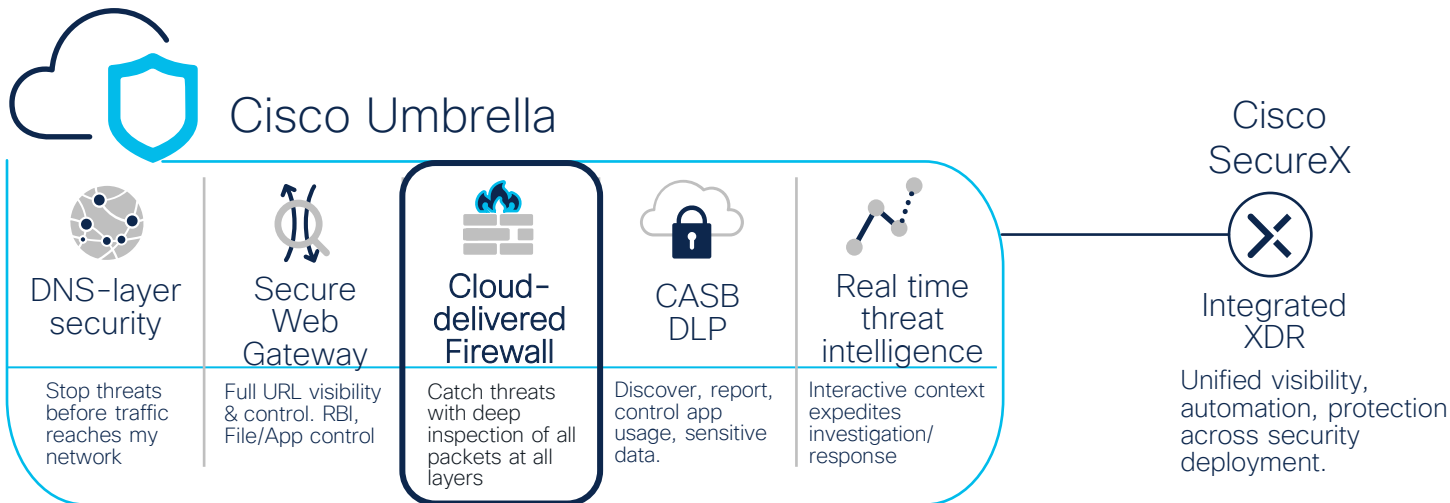 Cisco Umbrella
DNS-layer
security
Stop threats
before traffic
reaches my
network
Secure
Web
Gateway
Full URL visibility
& control. RBI,
File/App control
Cloud-
delivered
Firewall
Catch threats
with deep
inspection of all
packets at all
layers
CASB
DLP
Discover, report,
control app
usage, sensitive
data.
Real time
threat
intelligence
Interactive context
expedites
investigation/
response
Cisco
SecureX
Integrated
XDR
Unified visibility,
automation, protection
across security
deployment.